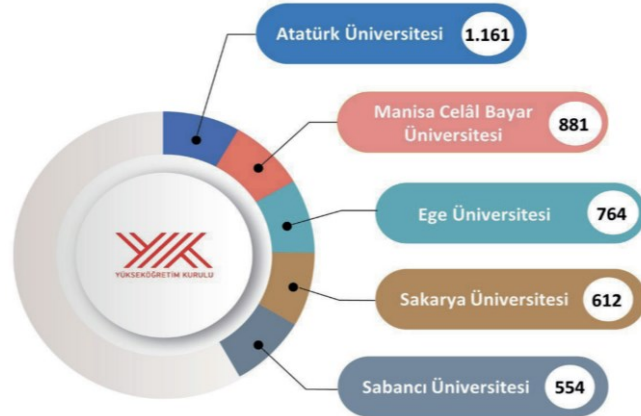 Atatürk Üniversitesi 1.161
Manisa Celâl Bayar
Üniversitesi 881
Ege Üniversitesi 764
YÜKSEKÖĞRETİM KURULU
Sakarya Üniversitesi 612
Sabancı Üniversitesi 554